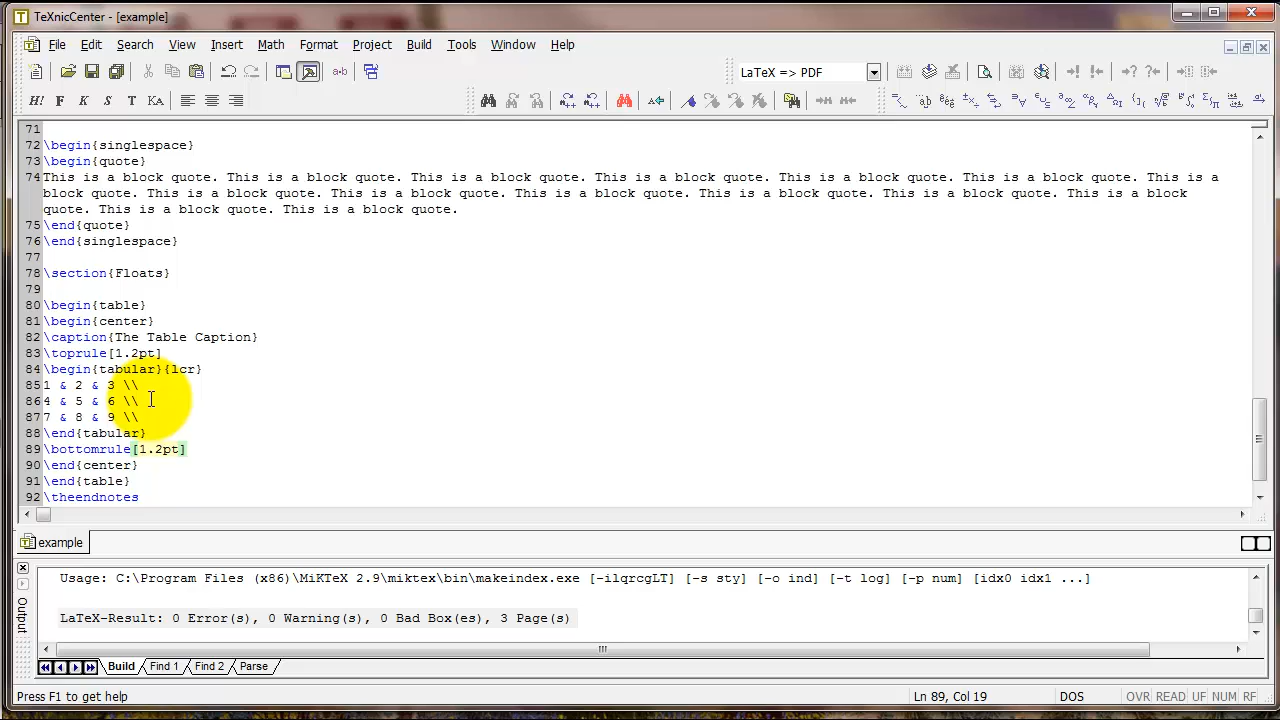 TeXnicCenter - [example]
File Edit Search View Insert Math Format Project Build Tools Window Help
LaTeX => PDF
71
72 \begin{singlespace}
73 \begin{quote}
74 This is a block quote. This is a block quote. This is a block quote. This is a block quote. This is a block quote. This is a block quote. This is a
block quote. This is a block quote. This is a block quote. This is a block quote. This is a block quote. This is a block quote. This is a block
quote. This is a block quote. This is a block quote.
75 \end{quote}
76 \end{singlespace}
77
78 \section{Floats}
79
80 \begin{table}
81 \begin{center}
82 \caption{The Table Caption}
83 \toprule[1.2pt]
84 \begin{tabular}{lcr}
85 1 & 2 & 3 \\
86 4 & 5 & 6 \\
87 7 & 8 & 9 \\
88 \end{tabular}
89 \bottomrule[1.2pt]
90 \end{center}
91 \end{table}
92 \theendnotes
example
Usage: C:\Program Files (x86)\MiKTeX 2.9\miktex\bin\makeindex.exe [-ilqrcgLT] [-s sty] [-o ind] [-t log] [-p num] [idx0 idx1 ...]
LaTeX-Result: 0 Error(s), 0 Warning(s), 0 Bad Box(es), 3 Page(s)
Output
Build Find 1 Find 2 Parse
Press F1 to get help Ln 89, Col 19 DOS OVR READ UF NUM RF